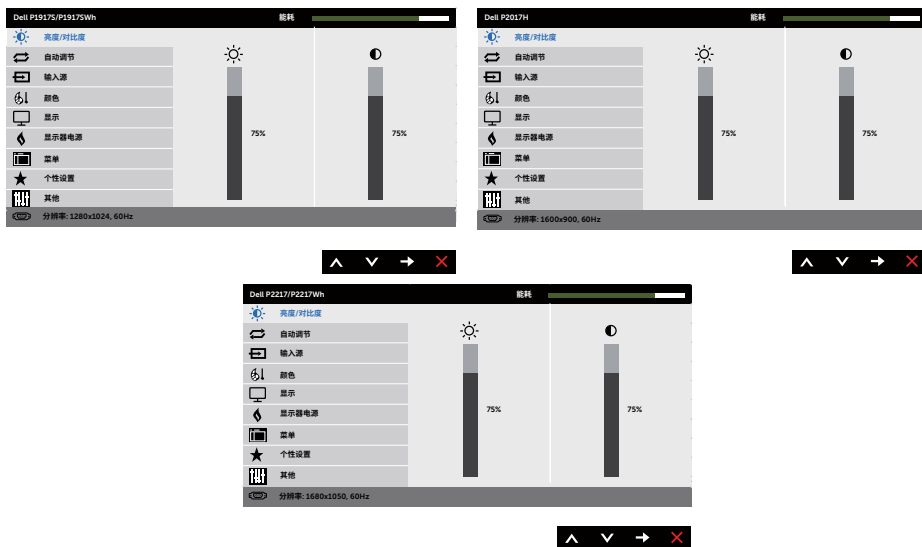 Dell P1917S/P1917SWh 能耗
亮度/对比度
自动调节
输入源
颜色
显示
显示器电源
菜单
个性设置
其他
75%
75%
分辨率: 1280x1024, 60Hz
Dell P2017H 能耗
亮度/对比度
自动调节
输入源
颜色
显示
显示器电源
菜单
个性设置
其他
75%
75%
分辨率: 1600x900, 60Hz
Dell P2217/P2217Wh 能耗
亮度/对比度
自动调节
输入源
颜色
显示
显示器电源
菜单
个性设置
其他
75%
75%
分辨率: 1680x1050, 60Hz